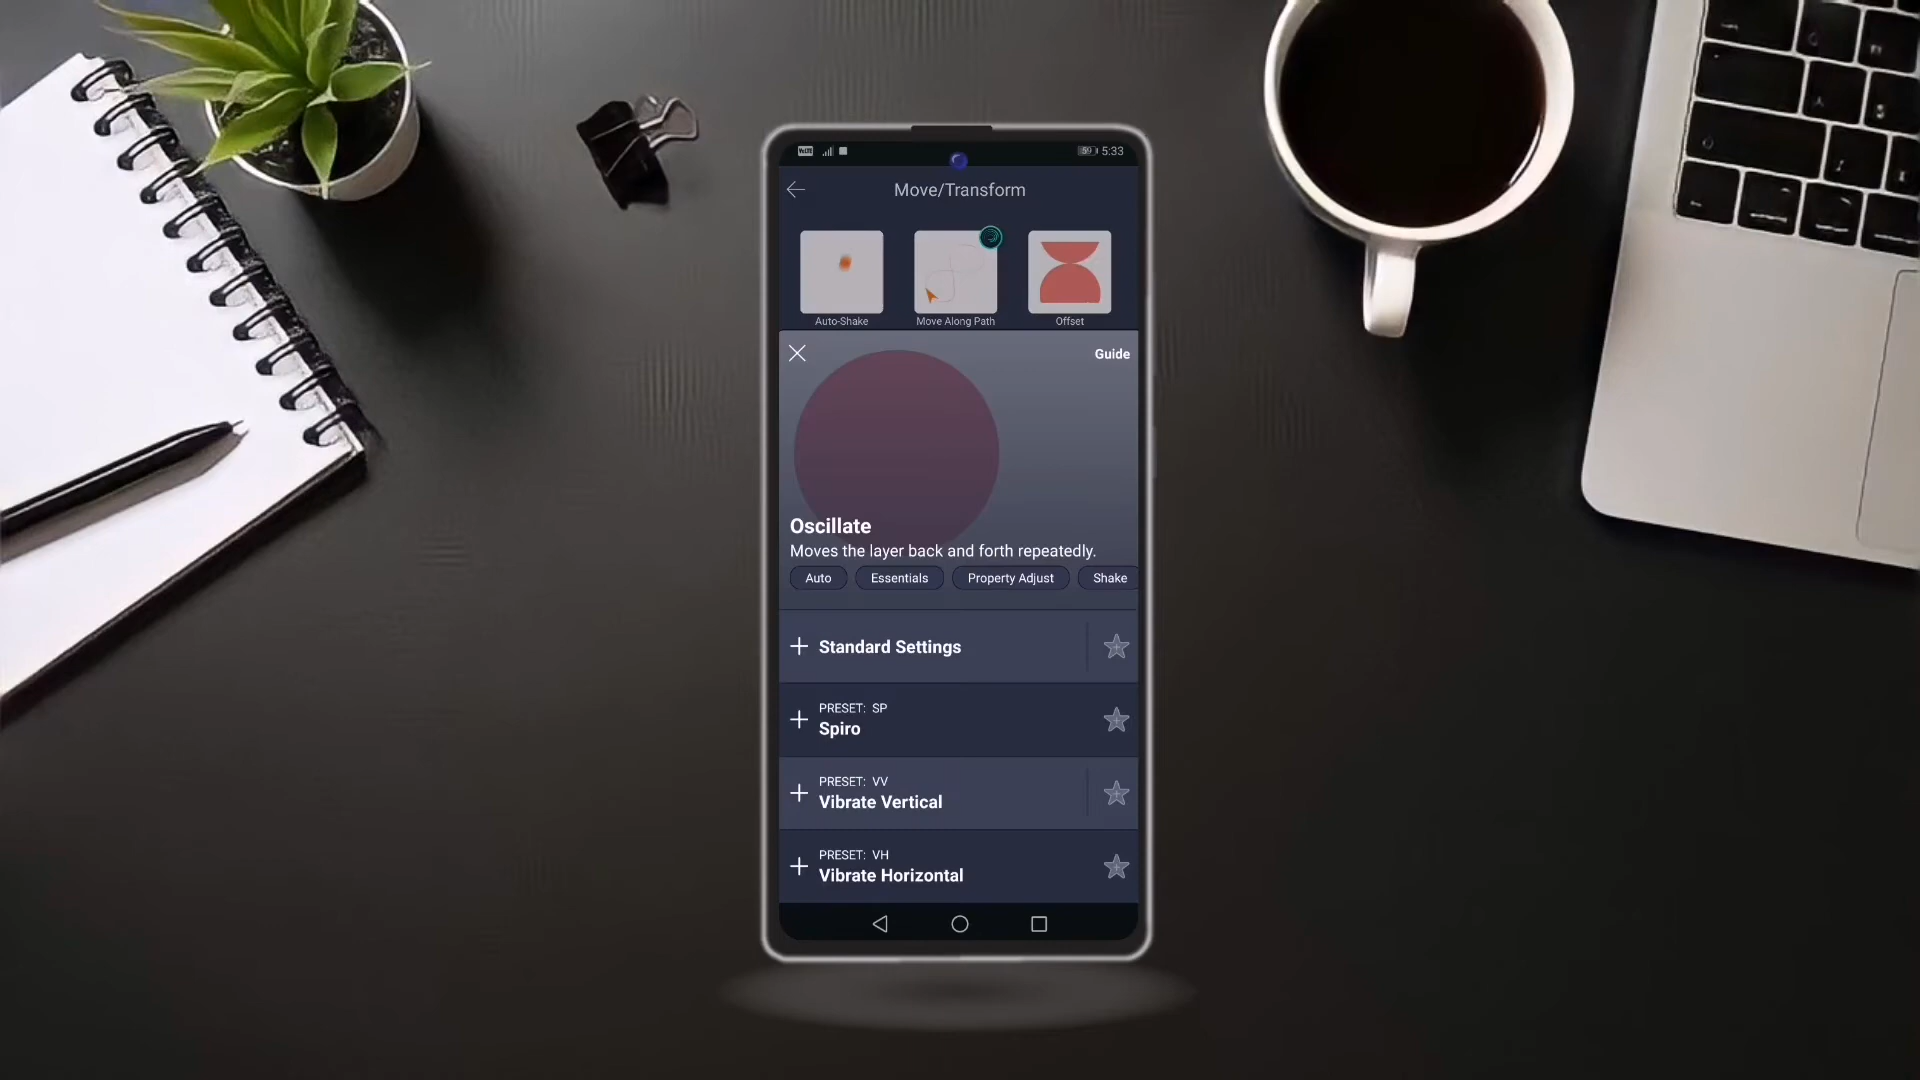 59 5:33
Move/Transform
Auto-Shake
Move Along Path
Offset
Guide
Oscillate
Moves the layer back and forth repeatedly.
Auto
Essentials
Property Adjust
Shake
Standard Settings
PRESET: SP
Spiro
PRESET: VV
Vibrate Vertical
PRESET: VH
Vibrate Horizontal